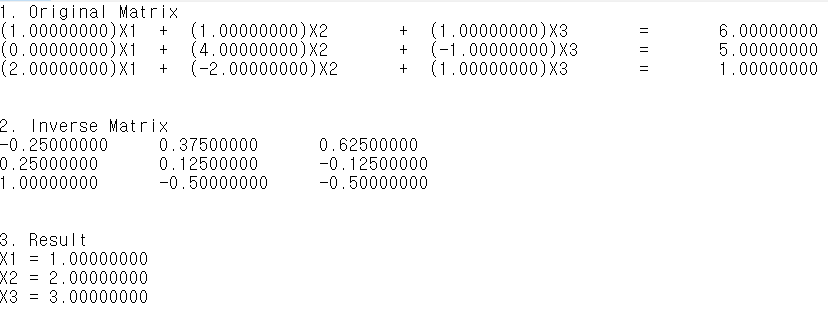 1. Original Matrix
(1.00000000)X1 + (1.00000000)X2 + (1.00000000)X3 = 6.00000000
(0.00000000)X1 + (4.00000000)X2 + (-1.00000000)X3 = 5.00000000
(2.00000000)X1 + (-2.00000000)X2 + (1.00000000)X3 = 1.00000000
2. Inverse Matrix
-0.25000000 0.37500000 0.62500000
0.25000000 0.12500000 -0.12500000
1.00000000 -0.50000000 -0.50000000
3. Result
X1 = 1.00000000
X2 = 2.00000000
X3 = 3.00000000